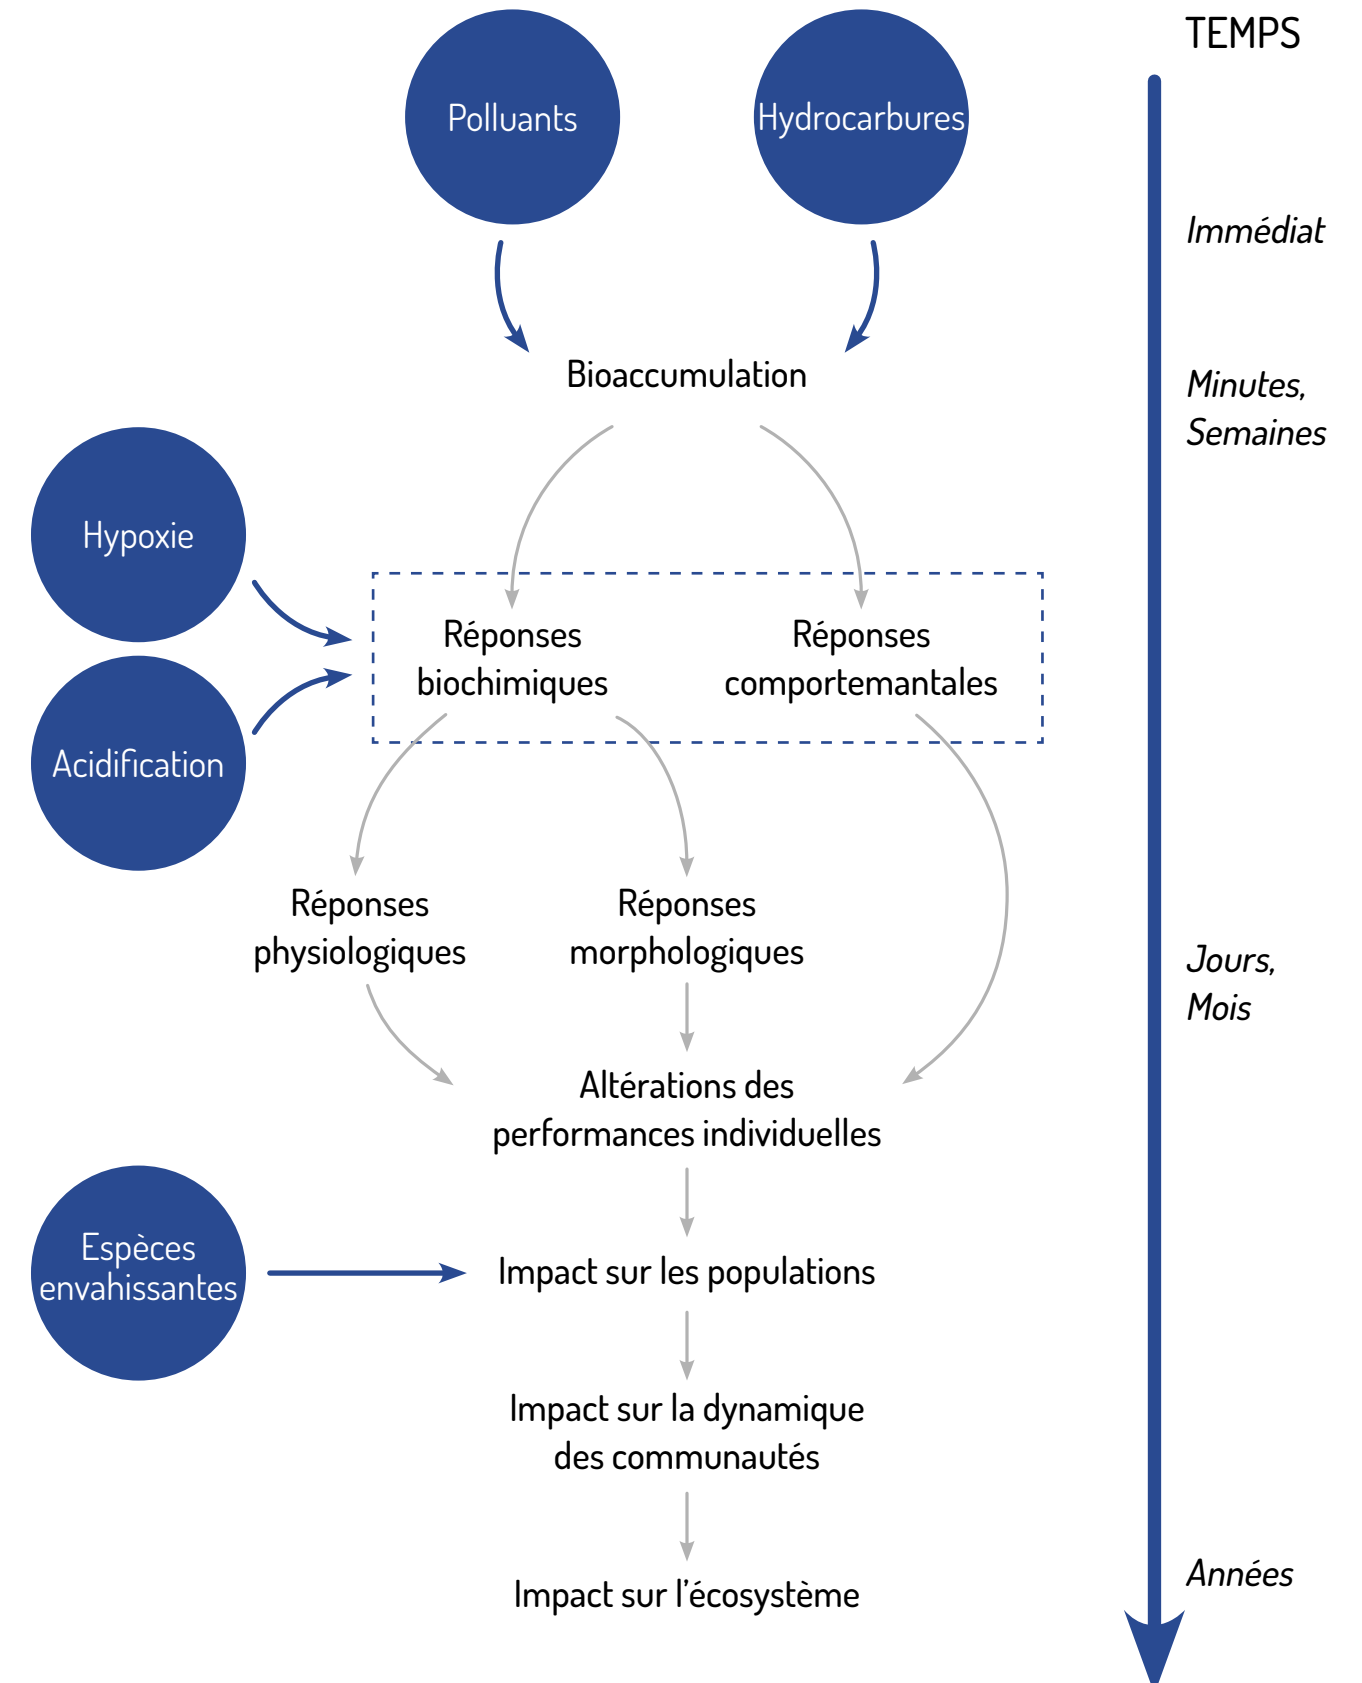 TEMPS
Polluants
Hydrocarbures
Immédiat
Bioaccumulation
Minutes,
Semaines
Hypoxie
Réponses
biochimiques
Réponses
comportemantales
Acidification
Réponses
physiologiques
Réponses
morphologiques
Jours,
Mois
Altérations des
performances individuelles
Espèces
envahissantes
Impact sur les populations
Impact sur la dynamique
des communautés
Années
Impact sur l'écosystème